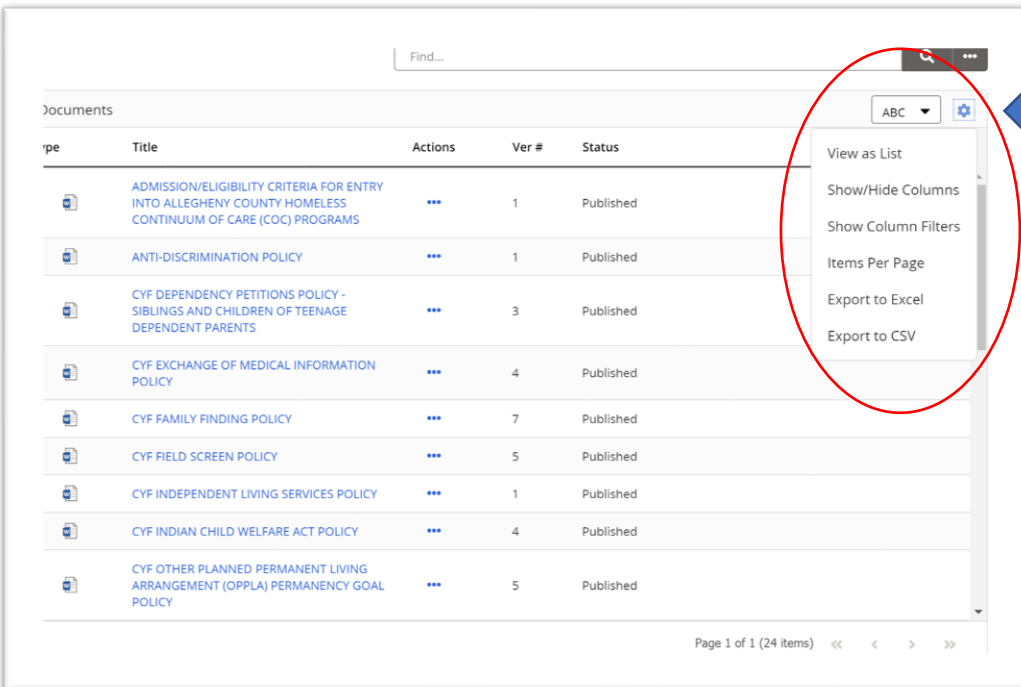 Find...
Documents
ABC
ype Title Actions Ver # Status
View as List
Show/Hide Columns
Show Column Filters
Items Per Page
Export to Excel
Export to CSV
ADMISSION/ELIGIBILITY CRITERIA FOR ENTRY
INTO ALLEGHENY COUNTY HOMELESS
CONTINUUM OF CARE (COC) PROGRAMS
1 Published
ANTI-DISCRIMINATION POLICY 1 Published
CYF DEPENDENCY PETITIONS POLICY -
SIBLINGS AND CHILDREN OF TEENAGE
DEPENDENT PARENTS
3 Published
CYF EXCHANGE OF MEDICAL INFORMATION
POLICY
4 Published
CYF FAMILY FINDING POLICY 7 Published
CYF FIELD SCREEN POLICY 5 Published
CYF INDEPENDENT LIVING SERVICES POLICY 1 Published
CYF INDIAN CHILD WELFARE ACT POLICY 4 Published
CYF OTHER PLANNED PERMANENT LIVING
ARRANGEMENT (OPPLA) PERMANENCY GOAL
POLICY
5 Published
Page 1 of 1 (24 items)